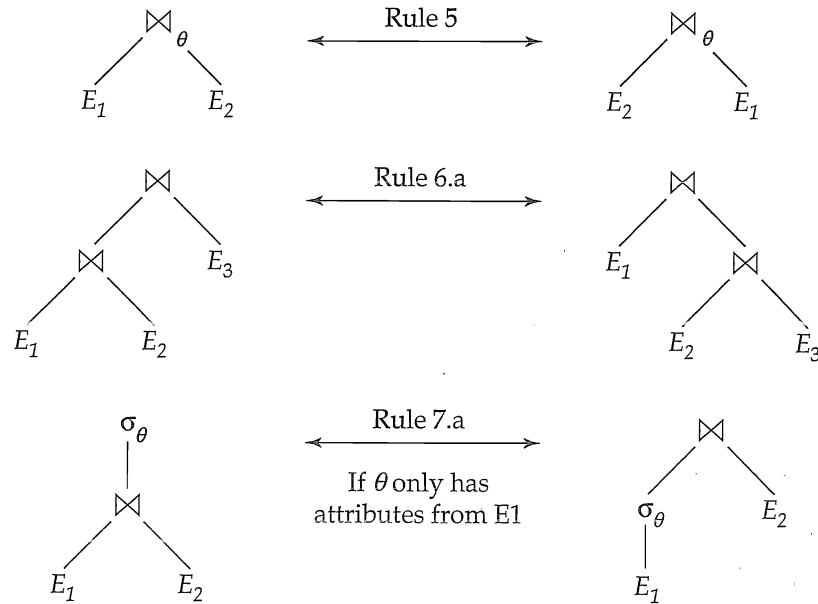 ⋈θ Rule 5 ⋈θ
E1 E2 E2 E1
⋈ Rule 6.a ⋈
⋈ E3 E1 ⋈
E1 E2 E2 E3
σθ Rule 7.a ⋈
If θ only has
⋈ attributes from E1 σθ E2
E1 E2 E1